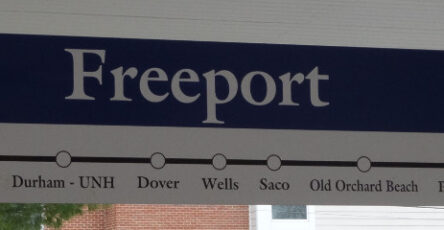 Freeport
Durham - UNH Dover Wells Saco Old Orchard Beach